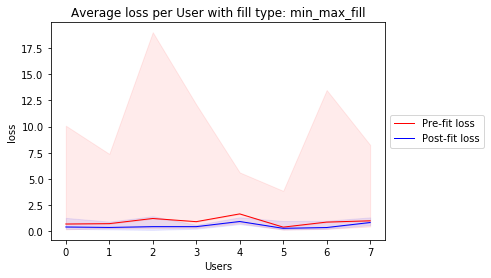 Average loss per User with fill type: min_max_fill
17.5
15.0
12.5
10.0
7.5
5.0
2.5
0.0
loss
0 1 2 3 4 5 6 7
Users
Pre-fit loss
Post-fit loss